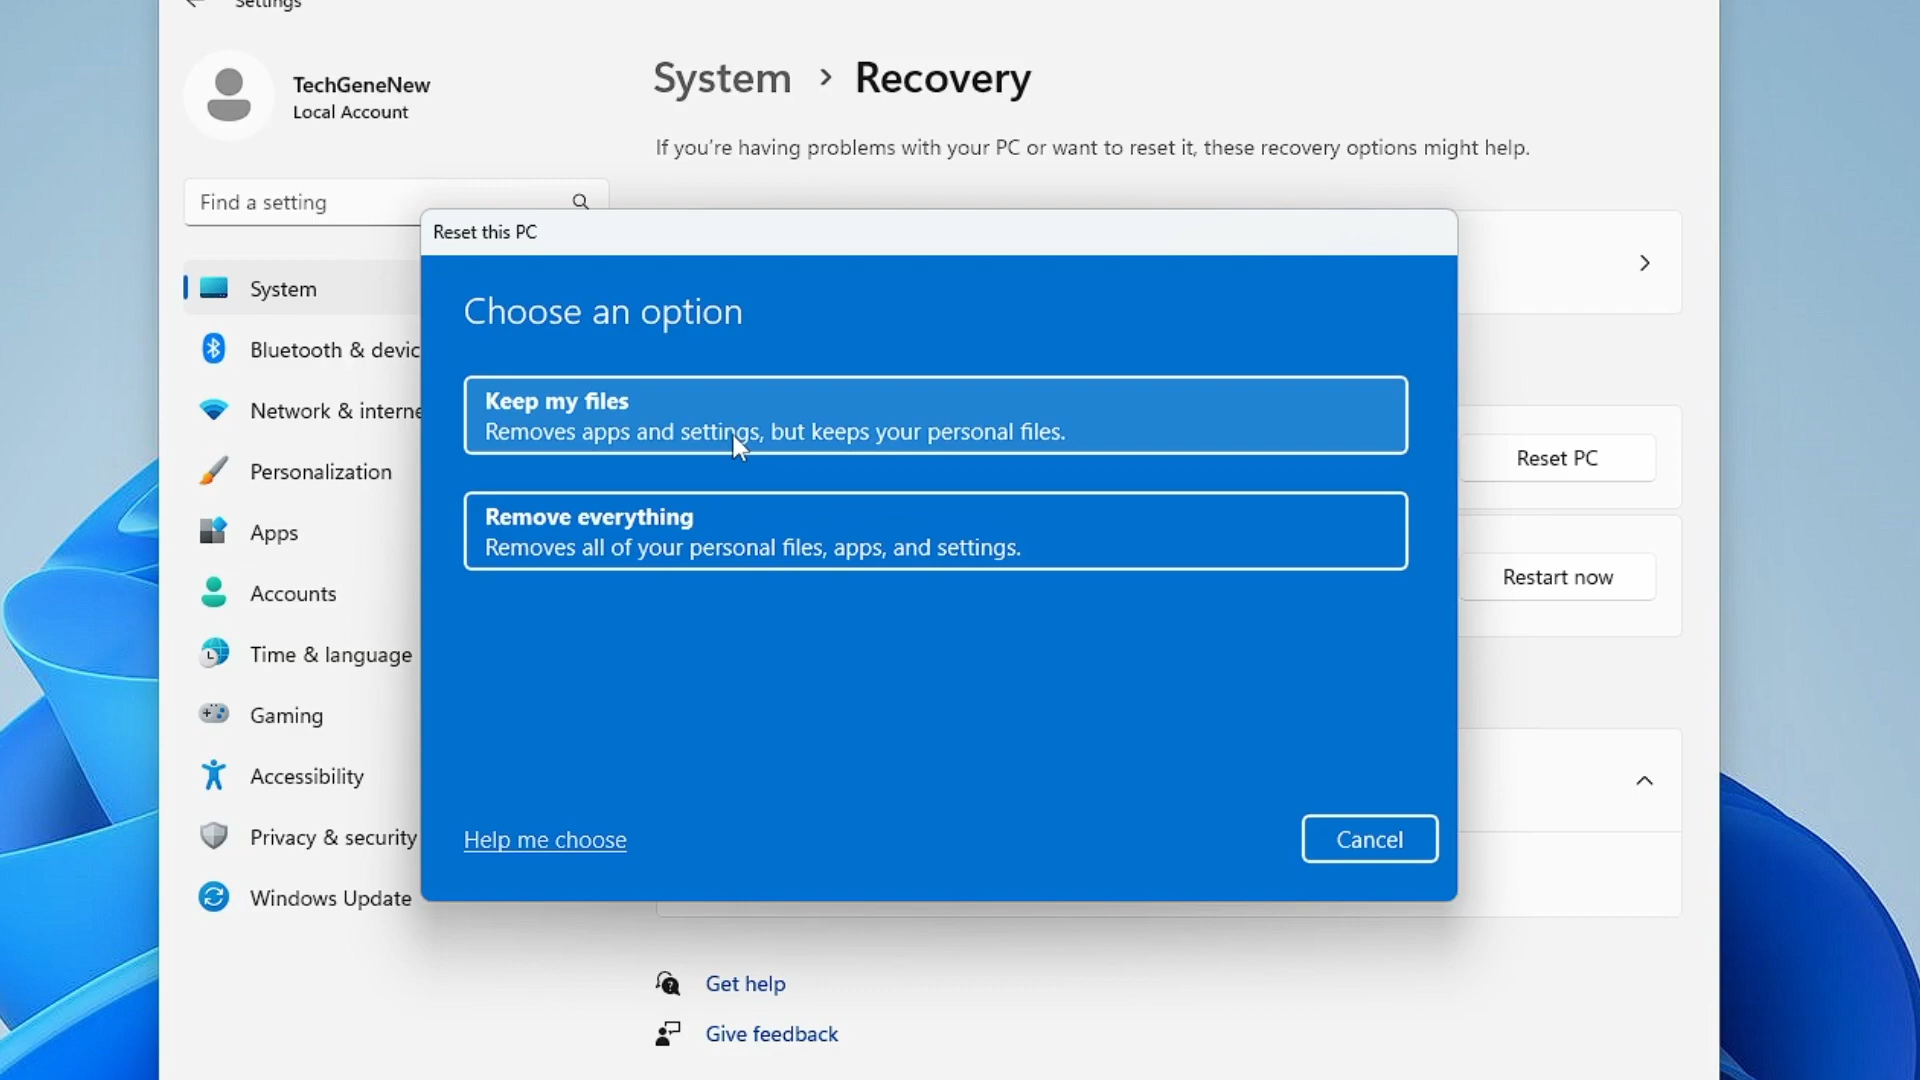 Settings
TechGeneNew
Local Account
Find a setting
System
Bluetooth & devic
Network & interne
Personalization
Apps
Accounts
Time & language
Gaming
Accessibility
Privacy & security
Windows Update
System > Recovery
If you're having problems with your PC or want to reset it, these recovery options might help.
Reset this PC
Choose an option
Keep my files
Removes apps and settings, but keeps your personal files.
Remove everything
Removes all of your personal files, apps, and settings.
Help me choose
Cancel
Reset PC
Restart now
Get help
Give feedback